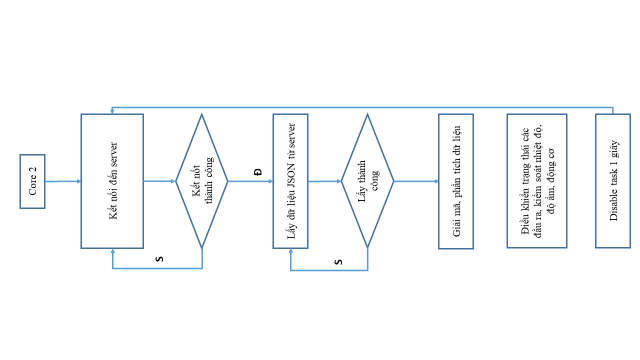 Core 2
Kết nối đến server
Kết nốt
thành công
S
Đ
Lấy dữ liệu JSON từ server
Lấy thành
công
S
Giải mã, phân tích dữ liệu
Điều khiển trạng thái các
đầu ra, kiểm soát nhiệt độ,
độ ẩm, động cơ
Disable task 1 giây